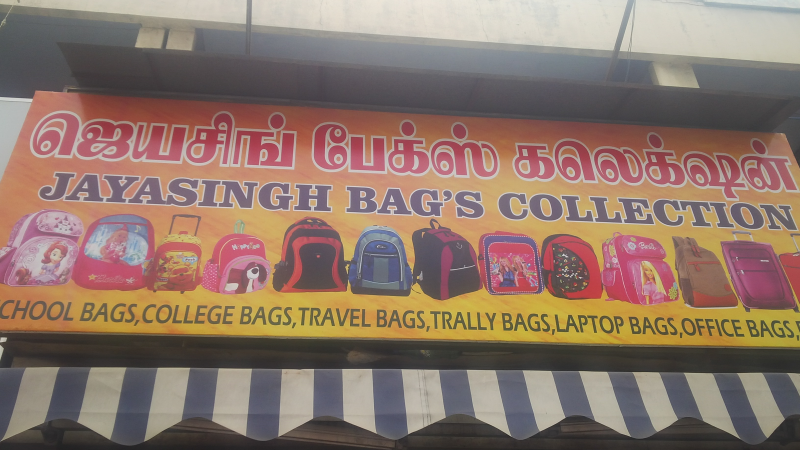 ஜெயசிங் பேக்ஸ் கலெக்ஷன்
JAYASINGH BAG'S COLLECTION
CHOOL BAGS,COLLEGE BAGS,TRAVEL BAGS,TRALLY BAGS,LAPTOP BAGS,OFFICE BAGS,